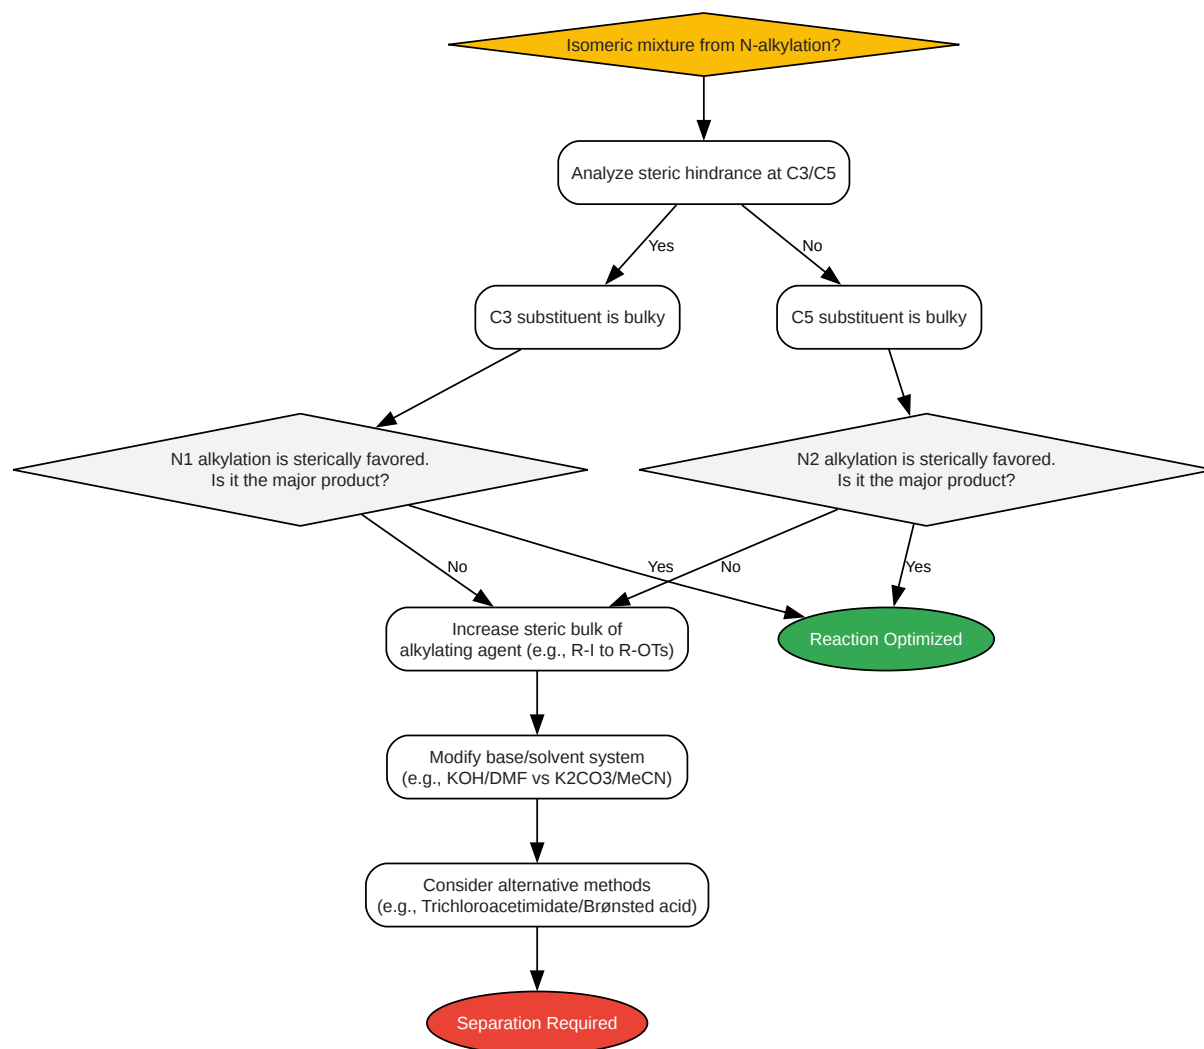 Isomeric mixture from N-alkylation?
Analyze steric hindrance at C3/C5
Yes
No
C3 substituent is bulky
C5 substituent is bulky
N1 alkylation is sterically favored.
Is it the major product?
N2 alkylation is sterically favored.
Is it the major product?
No
Yes
No
Yes
Increase steric bulk of
alkylating agent (e.g., R-I to R-OTs)
Reaction Optimized
Modify base/solvent system
(e.g., KOH/DMF vs K2CO3/MeCN)
Consider alternative methods
(e.g., Trichloroacetimidate/Brønsted acid)
Separation Required